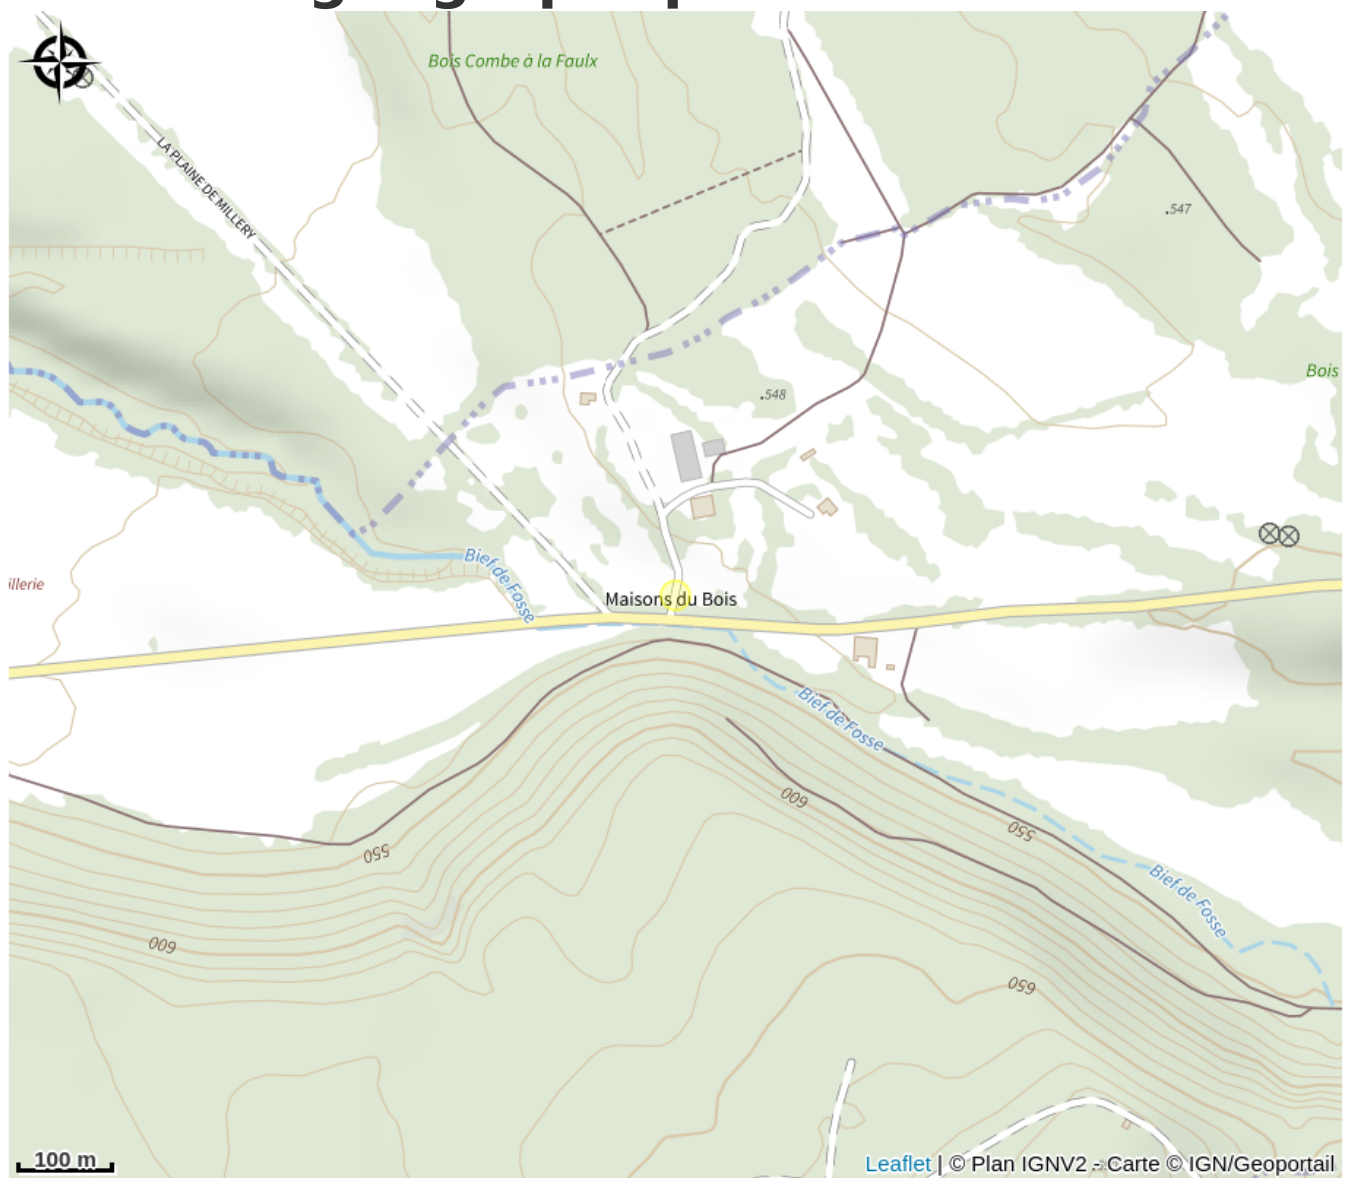 Bois Combe à la Faulx
LA PLAINE DE MILLERY
.547
Bois
.548
illerie
Bief de Fosse
Maisons du Bois
Bief de Fosse
600
550
550
Bief de Fosse
600
650
100 m
Leaflet | © Plan IGNV2 - Carte © IGN/Geoportail